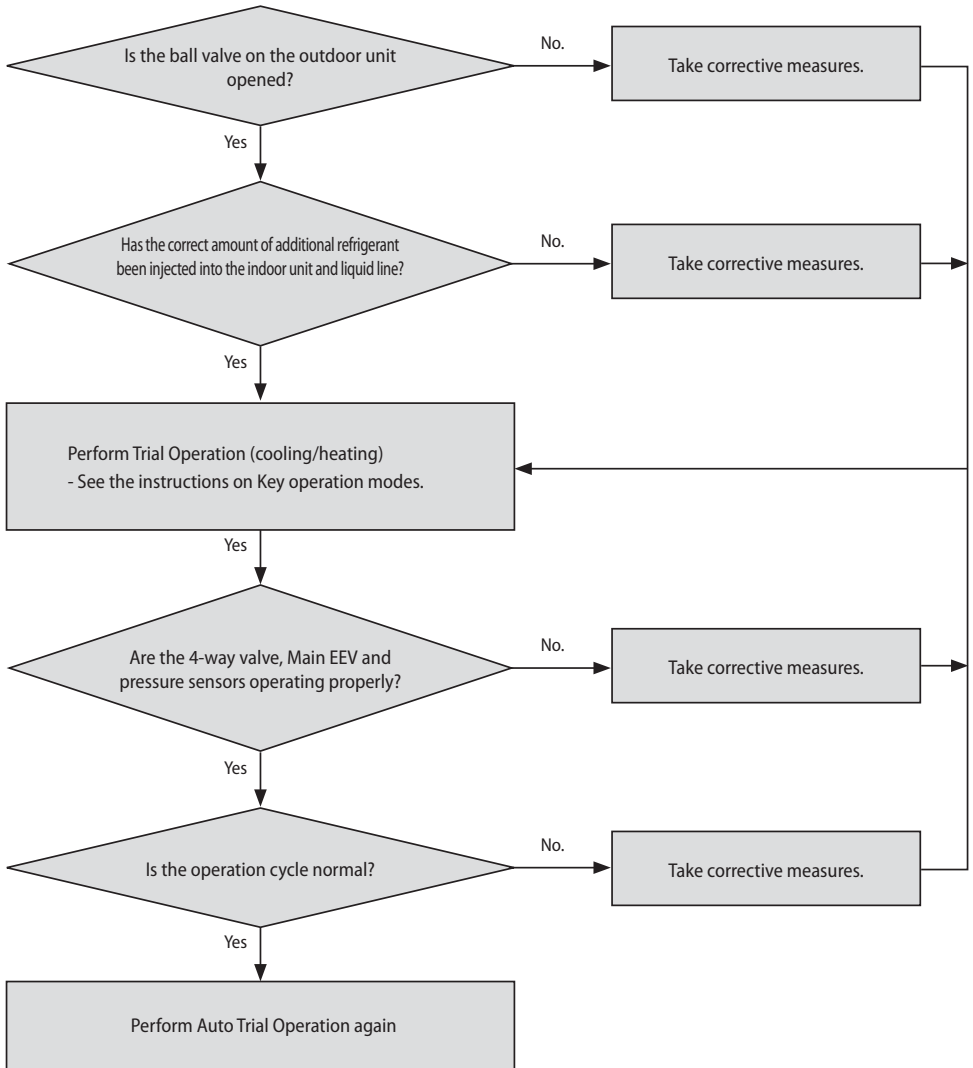 Is the ball valve on the outdoor unit
opened?
No.
Take corrective measures.
Yes
Has the correct amount of additional refrigerant
been injected into the indoor unit and liquid line?
No.
Take corrective measures.
Yes
Perform Trial Operation (cooling/heating)
- See the instructions on Key operation modes.
Yes
Are the 4-way valve, Main EEV and
pressure sensors operating properly?
No.
Take corrective measures.
Yes
Is the operation cycle normal?
No.
Take corrective measures.
Yes
Perform Auto Trial Operation again